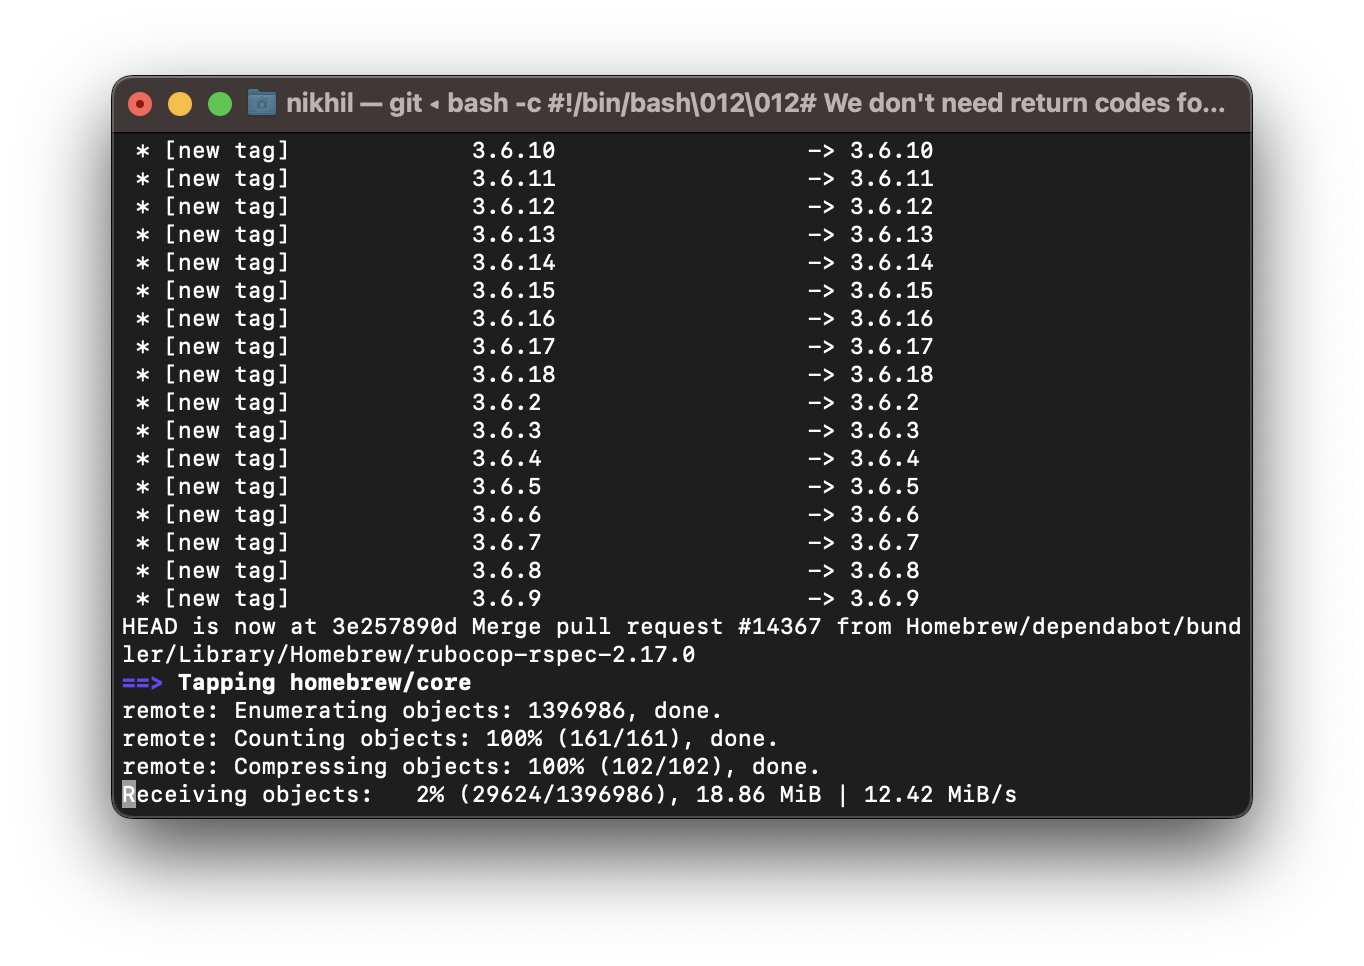 nikhil — git ◂ bash -c #!/bin/bash\012\012# We don't need return codes fo...
* [new tag] 3.6.10 -> 3.6.10
* [new tag] 3.6.11 -> 3.6.11
* [new tag] 3.6.12 -> 3.6.12
* [new tag] 3.6.13 -> 3.6.13
* [new tag] 3.6.14 -> 3.6.14
* [new tag] 3.6.15 -> 3.6.15
* [new tag] 3.6.16 -> 3.6.16
* [new tag] 3.6.17 -> 3.6.17
* [new tag] 3.6.18 -> 3.6.18
* [new tag] 3.6.2 -> 3.6.2
* [new tag] 3.6.3 -> 3.6.3
* [new tag] 3.6.4 -> 3.6.4
* [new tag] 3.6.5 -> 3.6.5
* [new tag] 3.6.6 -> 3.6.6
* [new tag] 3.6.7 -> 3.6.7
* [new tag] 3.6.8 -> 3.6.8
* [new tag] 3.6.9 -> 3.6.9
HEAD is now at 3e257890d Merge pull request #14367 from Homebrew/dependabot/bund
ler/Library/Homebrew/rubocop-rspec-2.17.0
==> Tapping homebrew/core
remote: Enumerating objects: 1396986, done.
remote: Counting objects: 100% (161/161), done.
remote: Compressing objects: 100% (102/102), done.
Receiving objects: 2% (29624/1396986), 18.86 MiB | 12.42 MiB/s